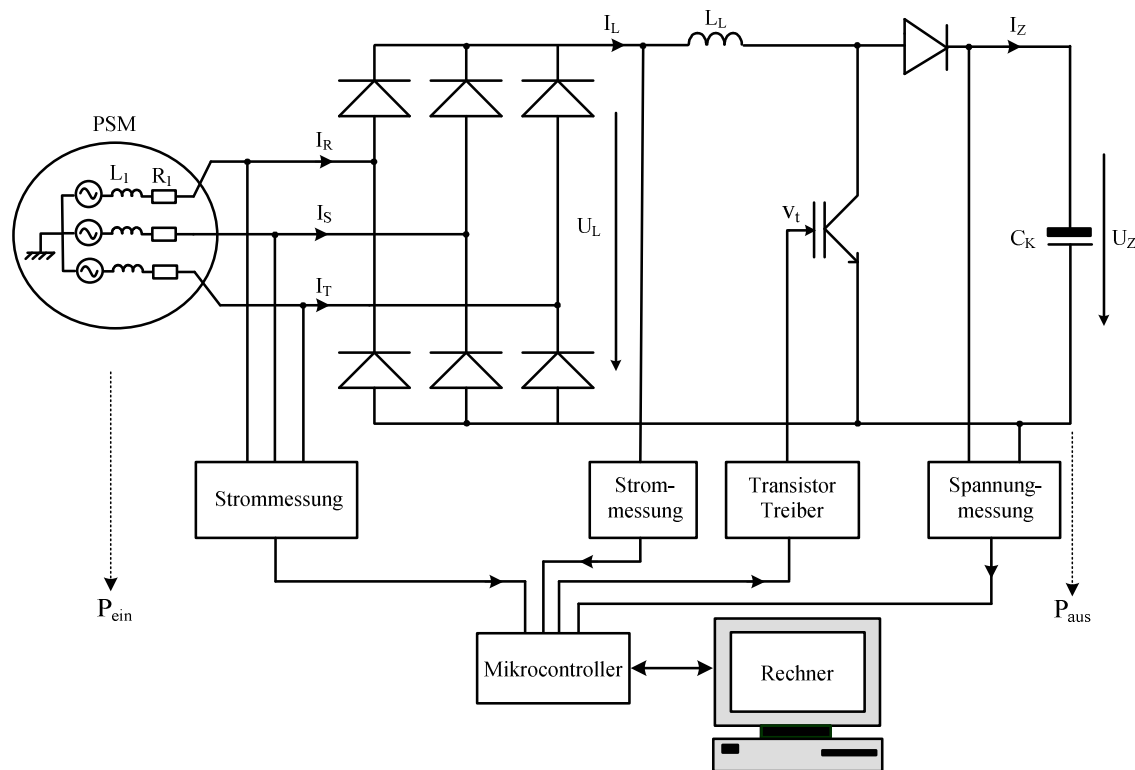 I_L
L_L
I_Z
PSM
L_1
R_1
I_R
I_S
I_T
U_L
v_t
C_K
U_Z
Strommessung
Strom-
messung
Transistor
Treiber
Spannung-
messung
P_ein
P_aus
Mikrocontroller
Rechner